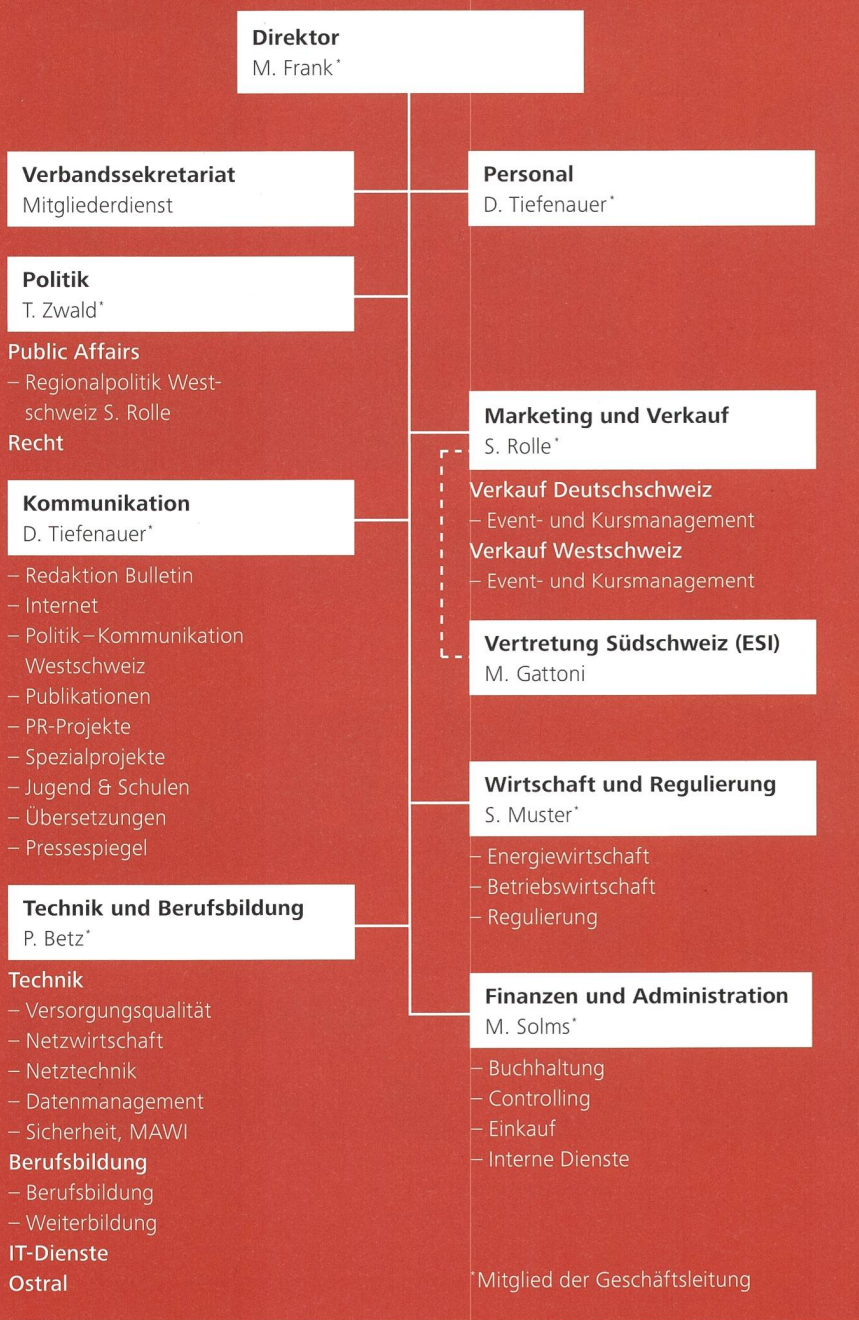 Direktor
M. Frank*
Verbandssekretariat
Mitgliederdienst
Personal
D. Tiefenauer*
Politik
T. Zwald*
Public Affairs
– Regionalpolitik West-
schweiz S. Rolle
Recht
Kommunikation
D. Tiefenauer*
– Redaktion Bulletin
– Internet
– Politik–Kommunikation
Westschweiz
– Publikationen
– PR-Projekte
– Spezialprojekte
– Jugend & Schulen
– Übersetzungen
– Pressespiegel
Technik und Berufsbildung
P. Betz*
Technik
– Versorgungsqualität
– Netzwirtschaft
– Netztechnik
– Datenmanagement
– Sicherheit, MAWI
Berufsbildung
– Berufsbildung
– Weiterbildung
IT-Dienste
Ostral
Marketing und Verkauf
S. Rolle*
Verkauf Deutschschweiz
– Event- und Kursmanagement
Verkauf Westschweiz
– Event- und Kursmanagement
Vertretung Südschweiz (ESI)
M. Gattoni
Wirtschaft und Regulierung
S. Muster*
– Energiewirtschaft
– Betriebswirtschaft
– Regulierung
Finanzen und Administration
M. Solms*
– Buchhaltung
– Controlling
– Einkauf
– Interne Dienste
*Mitglied der Geschäftsleitung